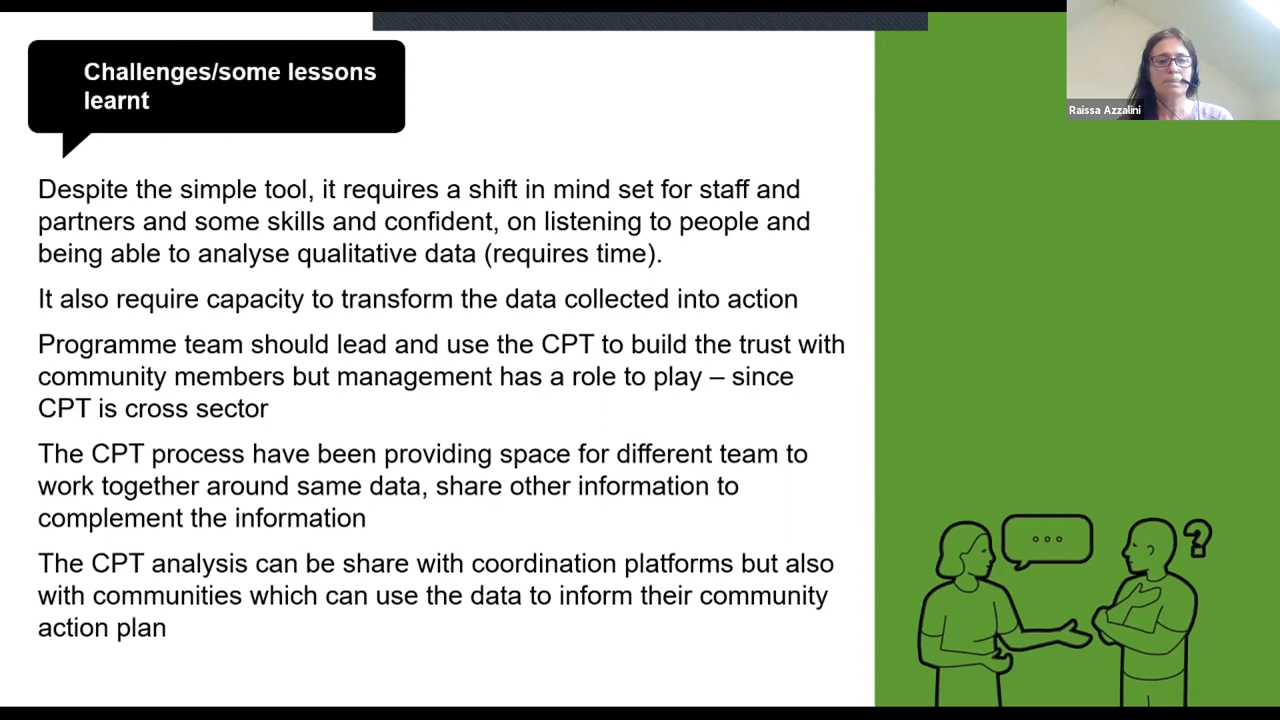 Challenges/some lessons
learnt
Raissa Azzalini
Despite the simple tool, it requires a shift in mind set for staff and
partners and some skills and confident, on listening to people and
being able to analyse qualitative data (requires time).
It also require capacity to transform the data collected into action
Programme team should lead and use the CPT to build the trust with
community members but management has a role to play – since
CPT is cross sector
The CPT process have been providing space for different team to
work together around same data, share other information to
complement the information
The CPT analysis can be share with coordination platforms but also
with communities which can use the data to inform their community
action plan
?